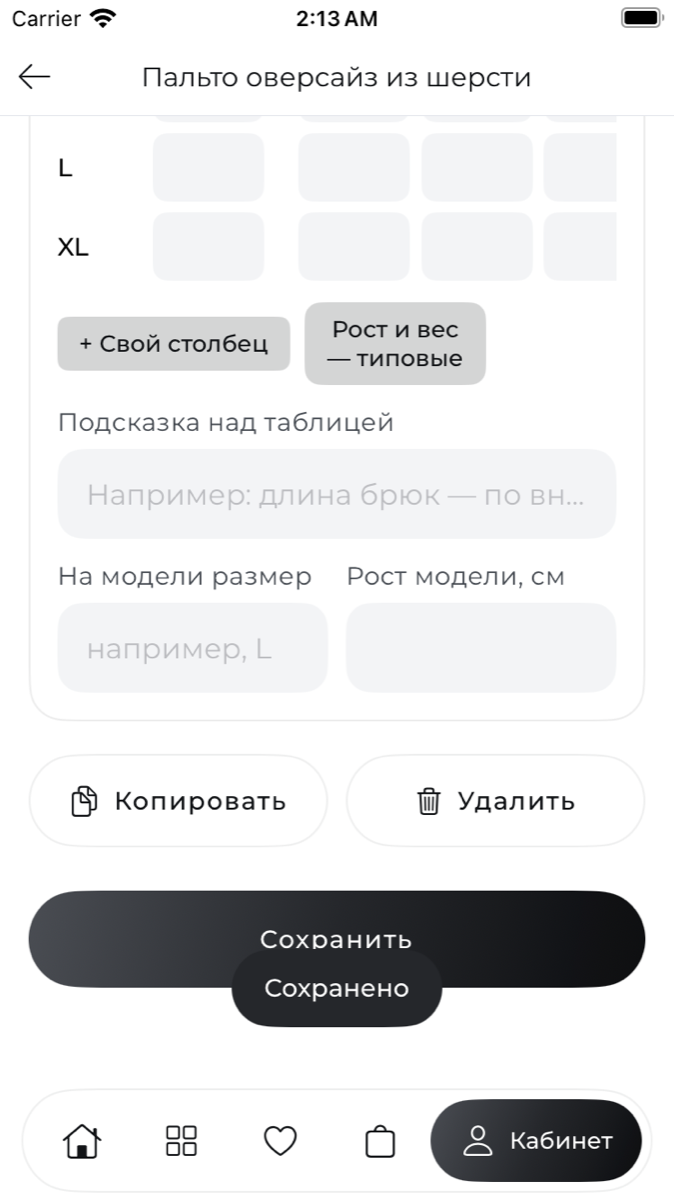 Carrier 2:13 AM
Пальто оверсайз из шерсти
L
XL
+ Свой столбец
Рост и вес
— типовые
Подсказка над таблицей
Например: длина брюк — по вн...
На модели размер Рост модели, см
например, L
Копировать Удалить
Сохранить
Сохранено
Кабинет